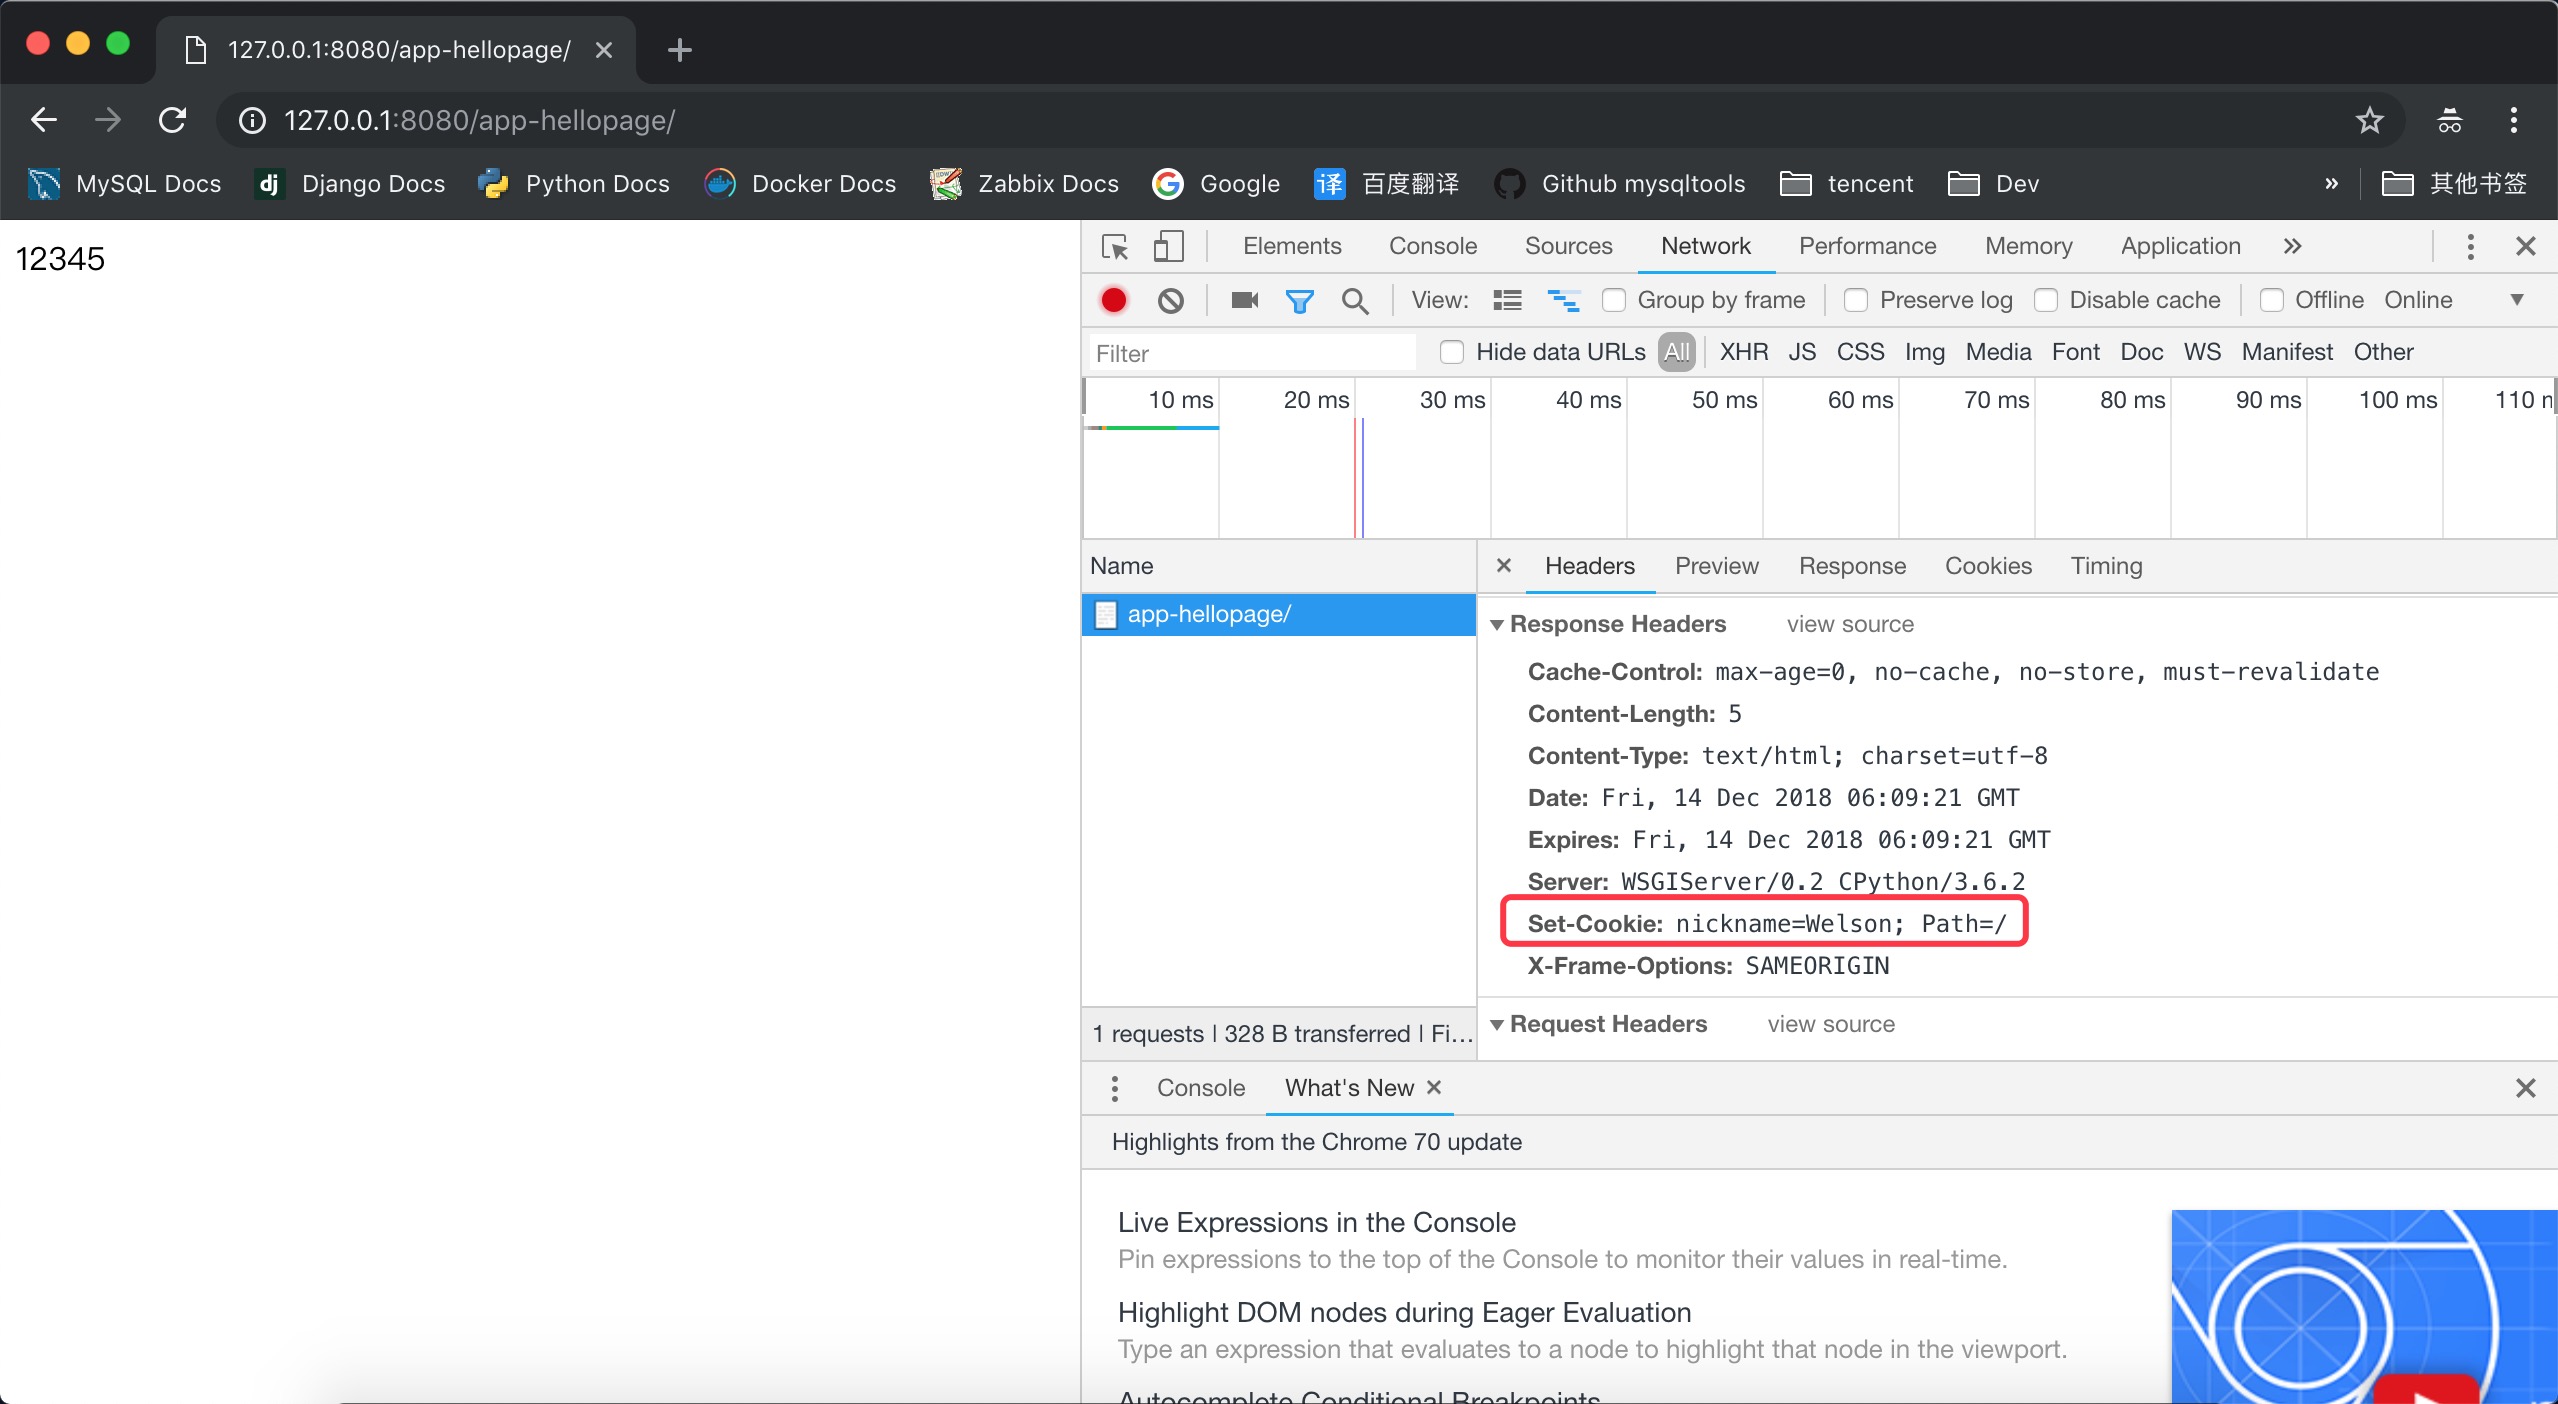 127.0.0.1:8080/app-hellopage/
127.0.0.1:8080/app-hellopage/
MySQL Docs dj Django Docs Python Docs Docker Docs Zabbix Docs Google 译 百度翻译 Github mysqltools tencent Dev » 其他书签
12345
Elements Console Sources Network Performance Memory Application »
View: Group by frame Preserve log Disable cache Offline Online
Filter Hide data URLs All XHR JS CSS Img Media Font Doc WS Manifest Other
10 ms 20 ms 30 ms 40 ms 50 ms 60 ms 70 ms 80 ms 90 ms 100 ms 110
Name
app-hellopage/
1 requests | 328 B transferred | Fi...
Headers Preview Response Cookies Timing
Response Headers view source
Cache-Control: max-age=0, no-cache, no-store, must-revalidate
Content-Length: 5
Content-Type: text/html; charset=utf-8
Date: Fri, 14 Dec 2018 06:09:21 GMT
Expires: Fri, 14 Dec 2018 06:09:21 GMT
Server: WSGIServer/0.2 CPython/3.6.2
Set-Cookie: nickname=Welson; Path=/
X-Frame-Options: SAMEORIGIN
Request Headers view source
Console What's New
Highlights from the Chrome 70 update
Live Expressions in the Console
Pin expressions to the top of the Console to monitor their values in real-time.
Highlight DOM nodes during Eager Evaluation
Type an expression that evaluates to a node to highlight that node in the viewport.
Autocomplete Conditional Breakpoints